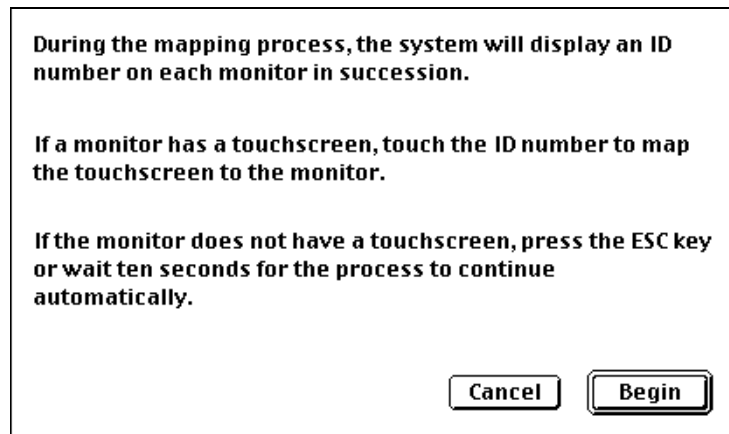 During the mapping process, the system will display an ID
number on each monitor in succession.
If a monitor has a touchscreen, touch the ID number to map
the touchscreen to the monitor.
If the monitor does not have a touchscreen, press the ESC key
or wait ten seconds for the process to continue
automatically.
Cancel Begin